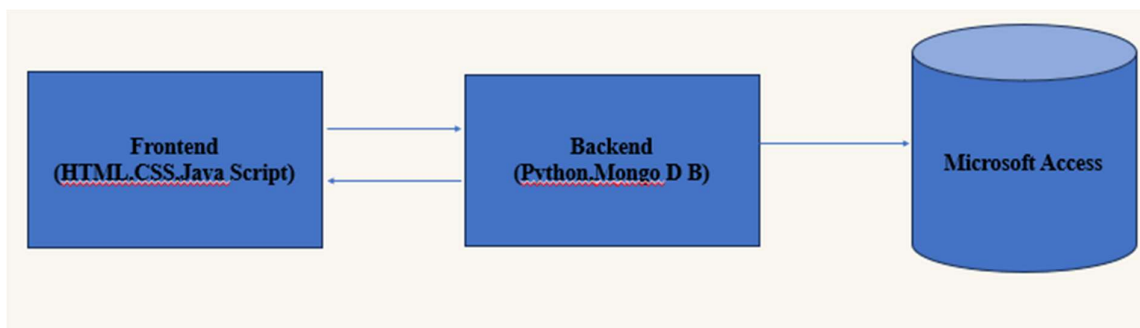 Frontend
(HTML.CSS.Java Script)
Backend
(Python.Mongo D B)
Microsoft Access